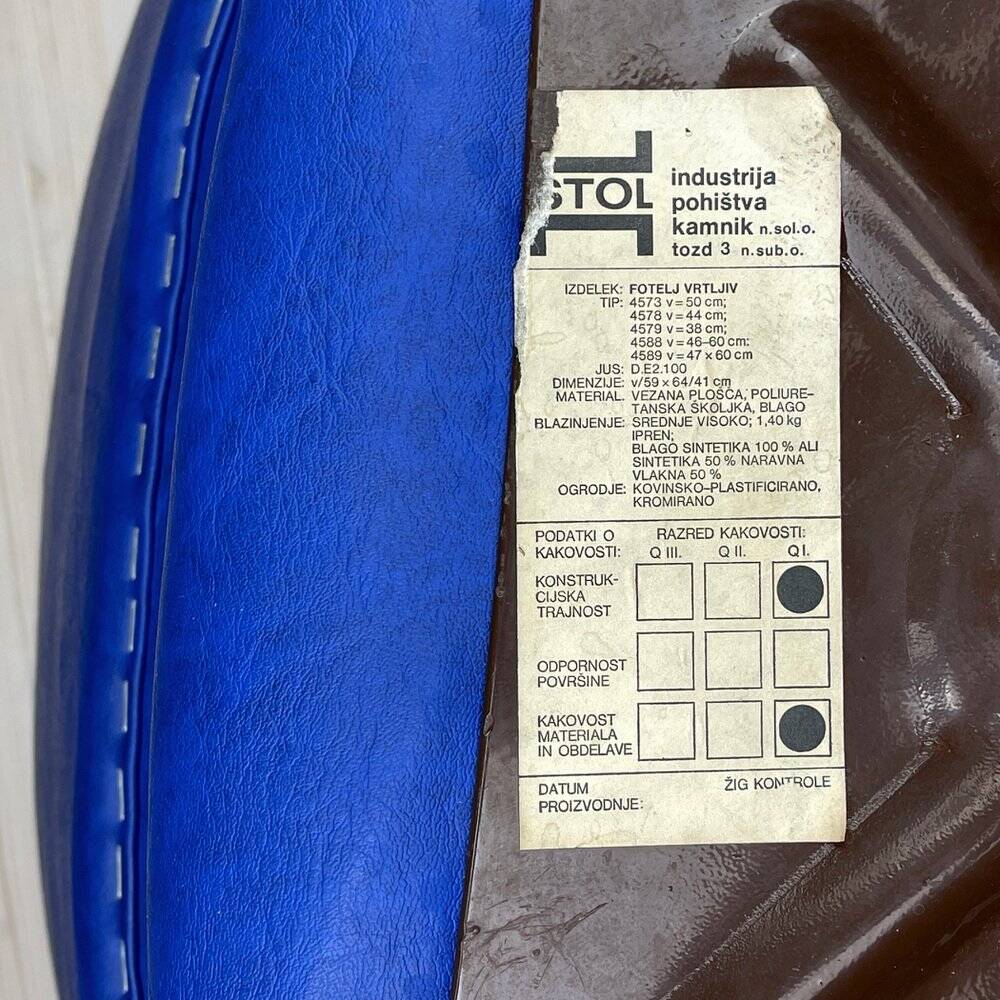 STOL
industrija
pohištva
kamnik n.sol.o.
tozd 3 n.sub.o.
IZDELEK: FOTELJ VRTLJIV
TIP: 4573 v=50 cm;
4578 v=44 cm;
4579 v=38 cm;
4588 v=46–60 cm:
4589 v=47×60 cm
JUS: D.E2.100
DIMENZIJE: v/59×64/41 cm
MATERIAL. VEZANA PLOŠČA, POLIURE–
TANSKA ŠKOLJKA, BLAGO
BLAZINJENJE: SREDNJE VISOKO; 1,40 kg
IPREN;
BLAGO SINTETIKA 100 % ALI
SINTETIKA 50 % NARAVNA
VLAKNA 50 %
OGRODJE: KOVINSKO–PLASTIFICIRANO,
KROMIRANO
PODATKI O RAZRED KAKOVOSTI:
KAKOVOSTI: Q III. Q II. Q I.
KONSTRUK-
CIJSKA
TRAJNOST
ODPORNOST
POVRŠINE
KAKOVOST
MATERIALA
IN OBDELAVE
DATUM ŽIG KONTROLE
PROIZVODNJE: